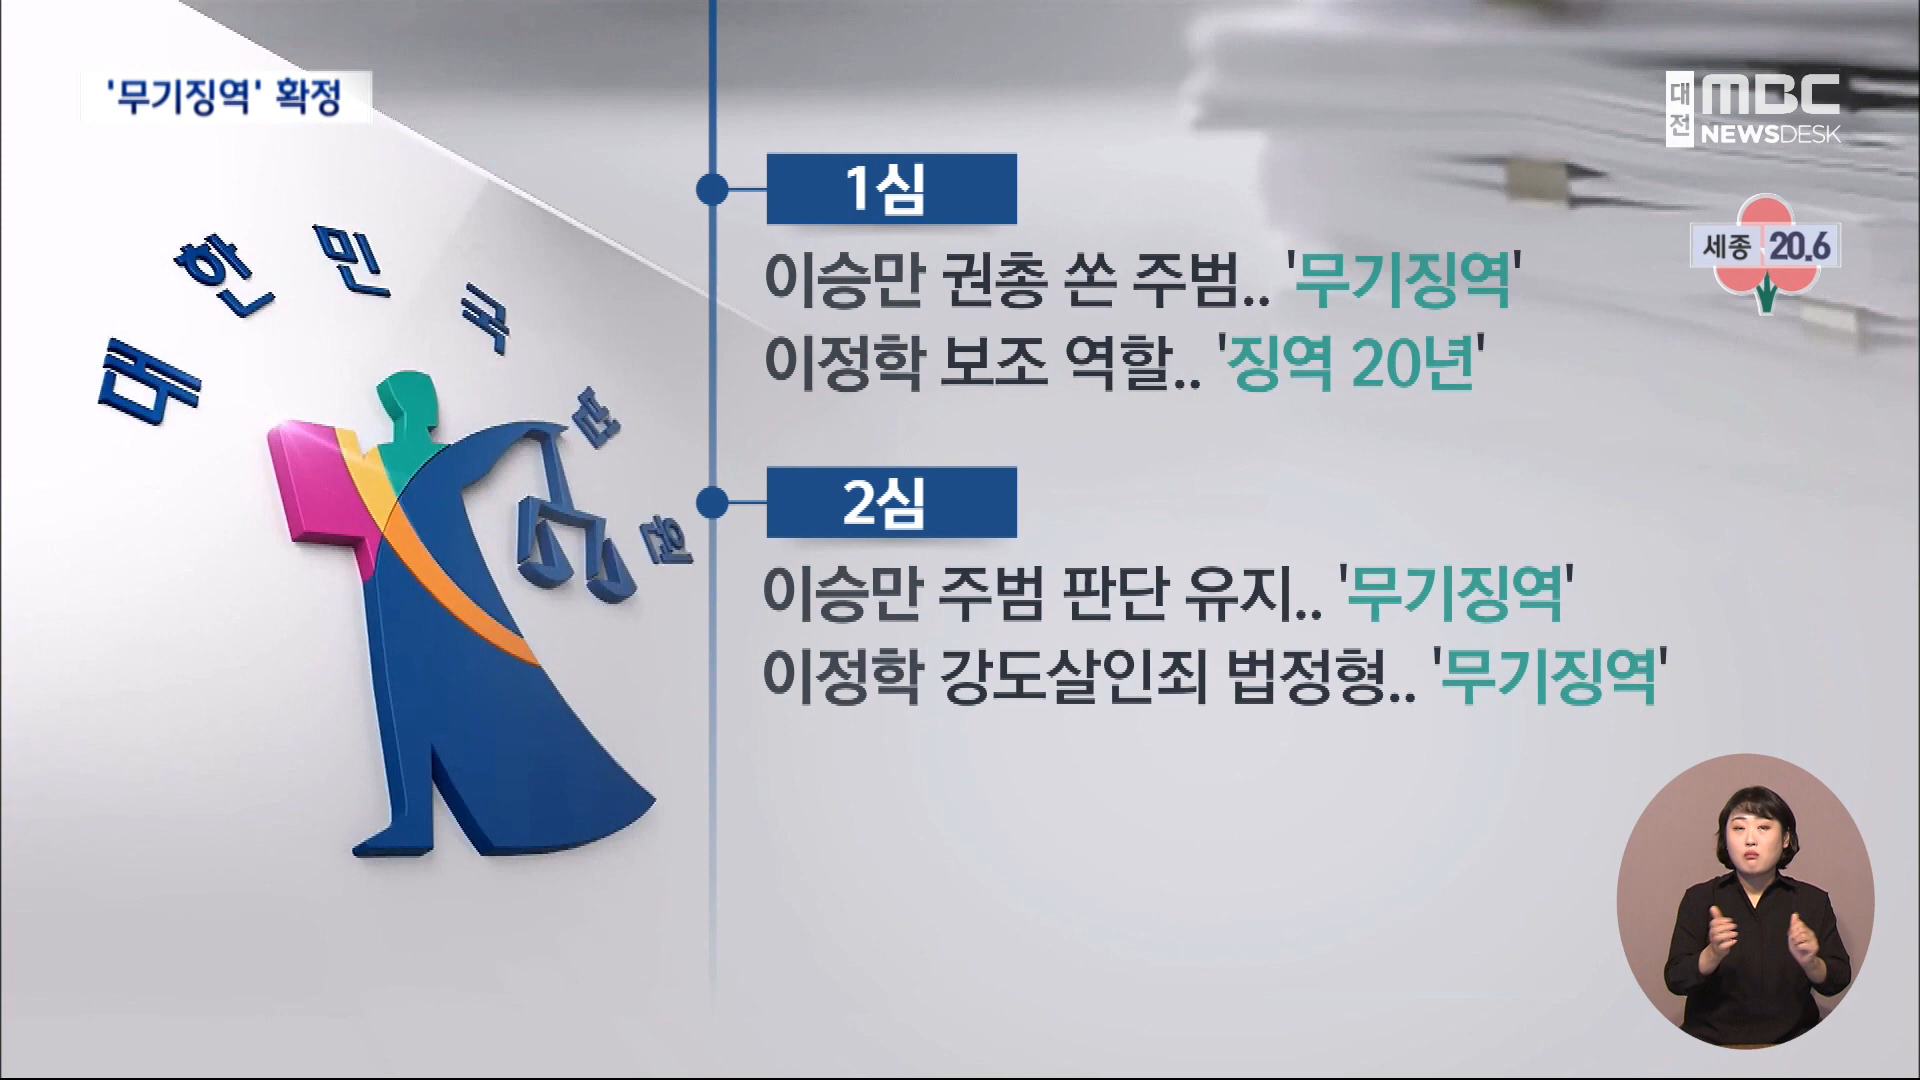 '무기징역' 확정
대전 MBC
NEWSDESK
세종 20.6
대한민국
법원
1심
이승만 권총 쏜 주범.. '무기징역'
이정학 보조 역할.. '징역 20년'
2심
이승만 주범 판단 유지.. '무기징역'
이정학 강도살인죄 법정형.. '무기징역'